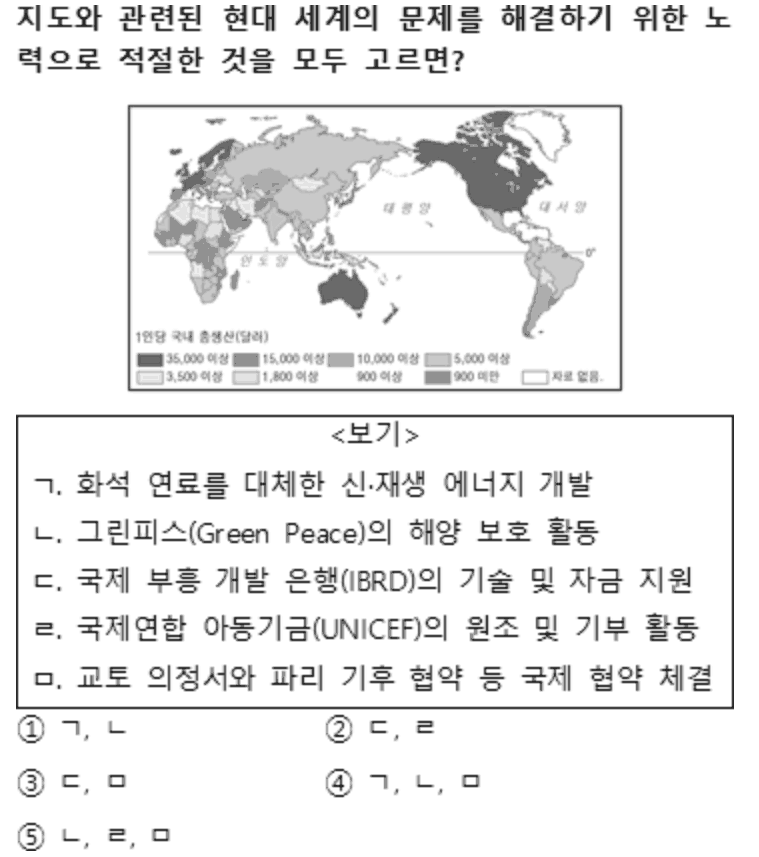 지도와 관련된 현대 세계의 문제를 해결하기 위한 노
력으로 적절한 것을 모두 고르면?
태평양
대서양
인도양
0°
1인당 국내 총생산(달러)
35,000 이상 15,000 이상 10,000 이상 5,000 이상
3,500 이상 1,800 이상 900 이상 900 미만 자료 없음.
<보기>
ㄱ. 화석 연료를 대체한 신·재생 에너지 개발
ㄴ. 그린피스(Green Peace)의 해양 보호 활동
ㄷ. 국제 부흥 개발 은행(IBRD)의 기술 및 자금 지원
ㄹ. 국제연합 아동기금(UNICEF)의 원조 및 기부 활동
ㅁ. 교토 의정서와 파리 기후 협약 등 국제 협약 체결
① ㄱ, ㄴ ② ㄷ, ㄹ
③ ㄷ, ㅁ ④ ㄱ, ㄴ, ㅁ
⑤ ㄴ, ㄹ, ㅁ